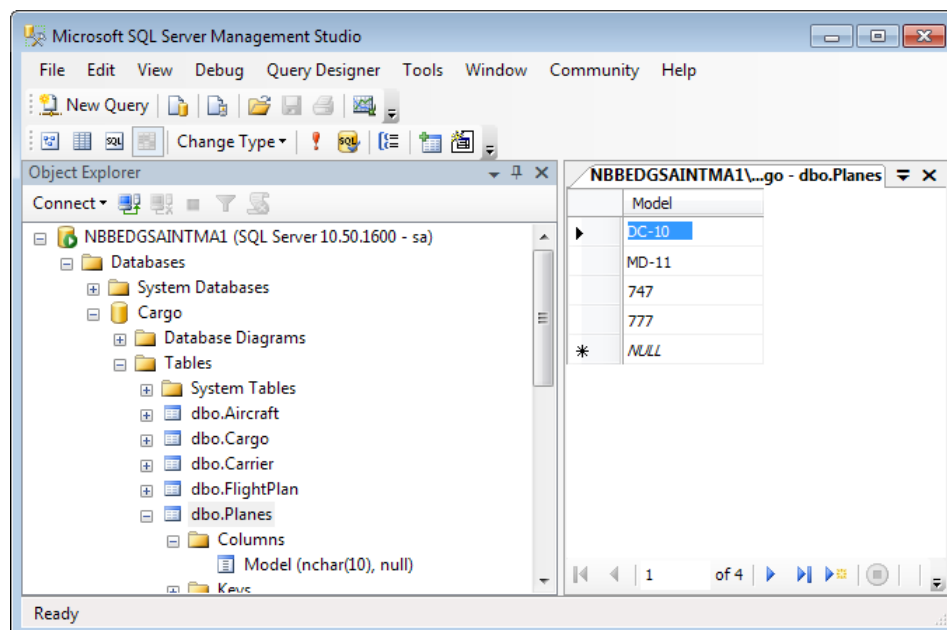 Microsoft SQL Server Management Studio
File Edit View Debug Query Designer Tools Window Community Help
New Query
SQL Change Type SQL
Object Explorer
NBBEDGSAINTMA1\...go - dbo.Planes
Connect
Model
NBBEDGSAINTMA1 (SQL Server 10.50.1600 - sa)
DC-10
Databases
MD-11
System Databases
747
Cargo
777
Database Diagrams
NULL
Tables
System Tables
dbo.Aircraft
dbo.Cargo
dbo.Carrier
dbo.FlightPlan
dbo.Planes
Columns
Model (nchar(10), null)
1 of 4
Keys
Ready